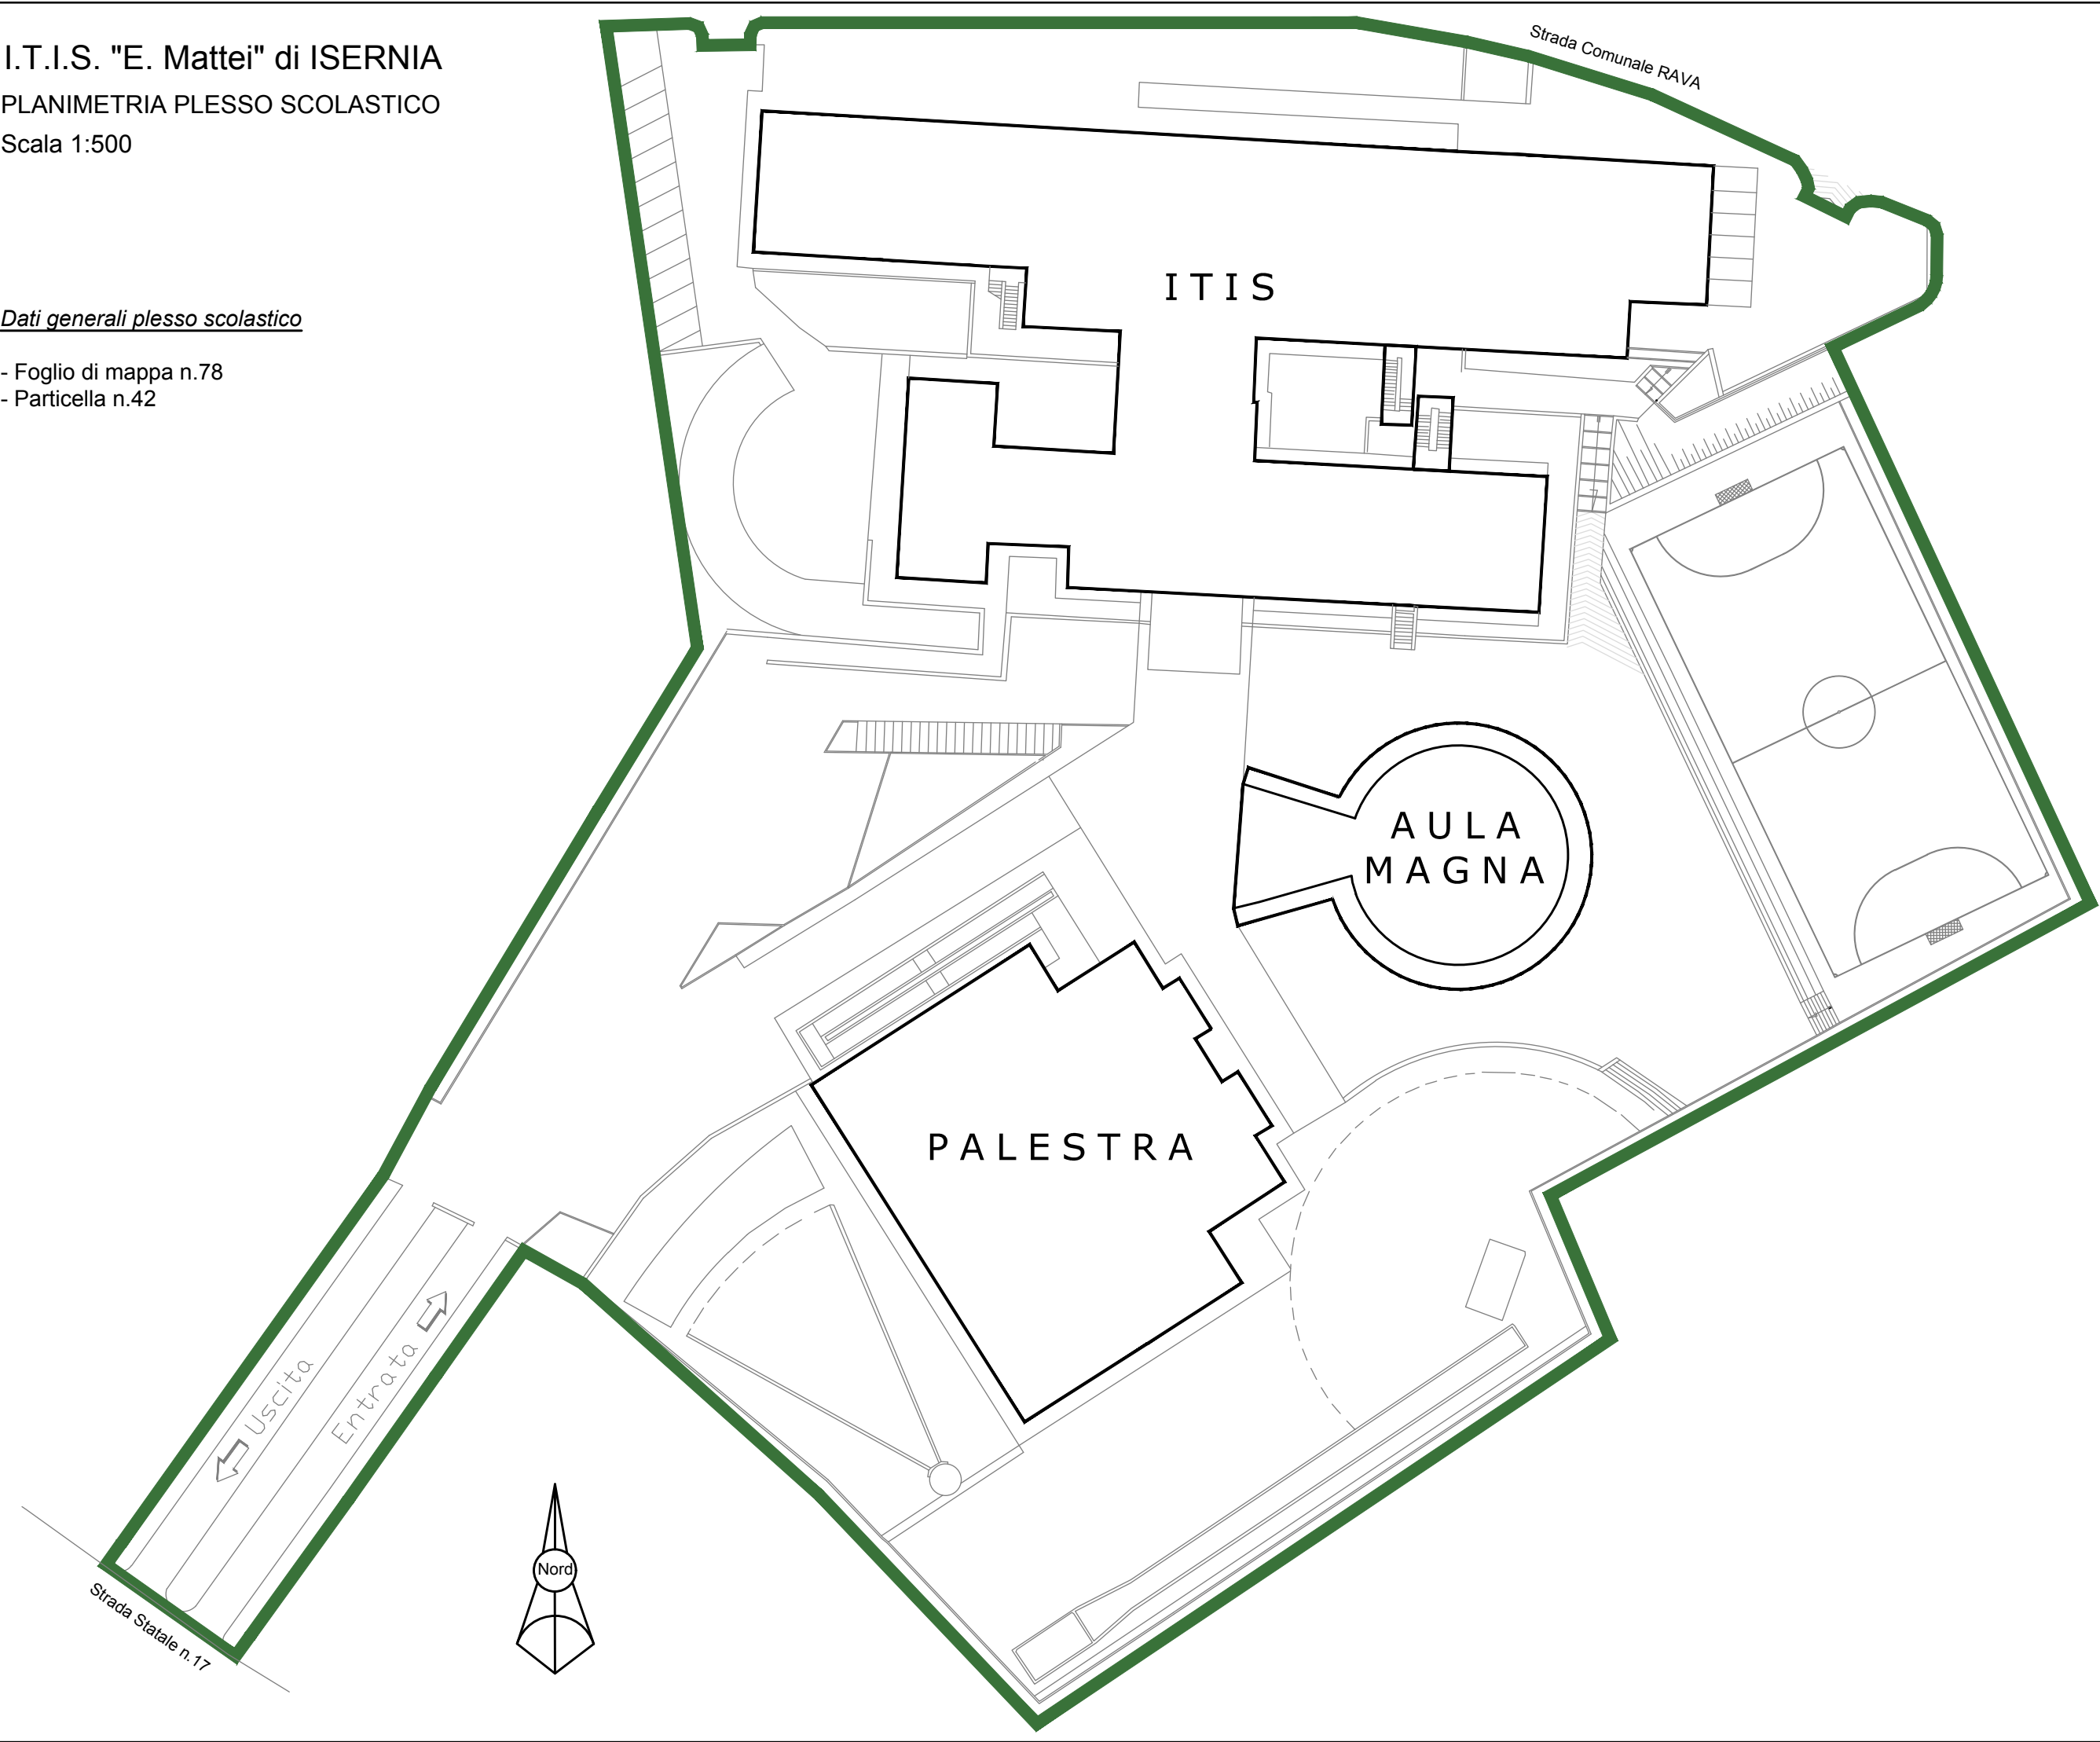 I.T.I.S. "E. Mattei" di ISERNIA
PLANIMETRIA PLESSO SCOLASTICO
Scala 1:500
Dati generali plesso scolastico
- Foglio di mappa n.78
- Particella n.42
Strada Comunale RAVA
ITIS
AULA
MAGNA
PALESTRA
Uscita
Entrata
Nord
Strada Statale n.17